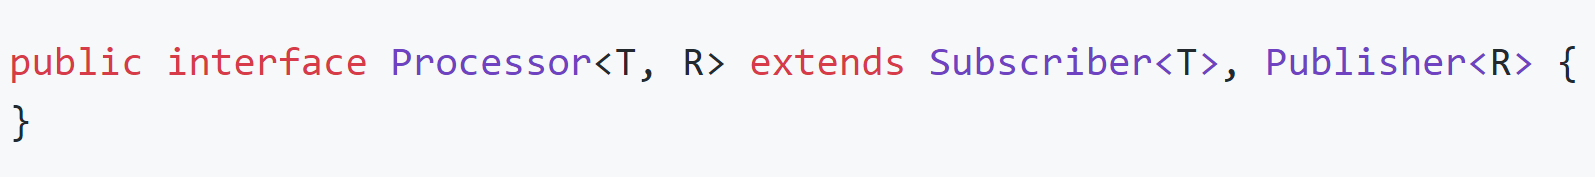 public interface Processor<T, R> extends Subscriber<T>, Publisher<R> {
}